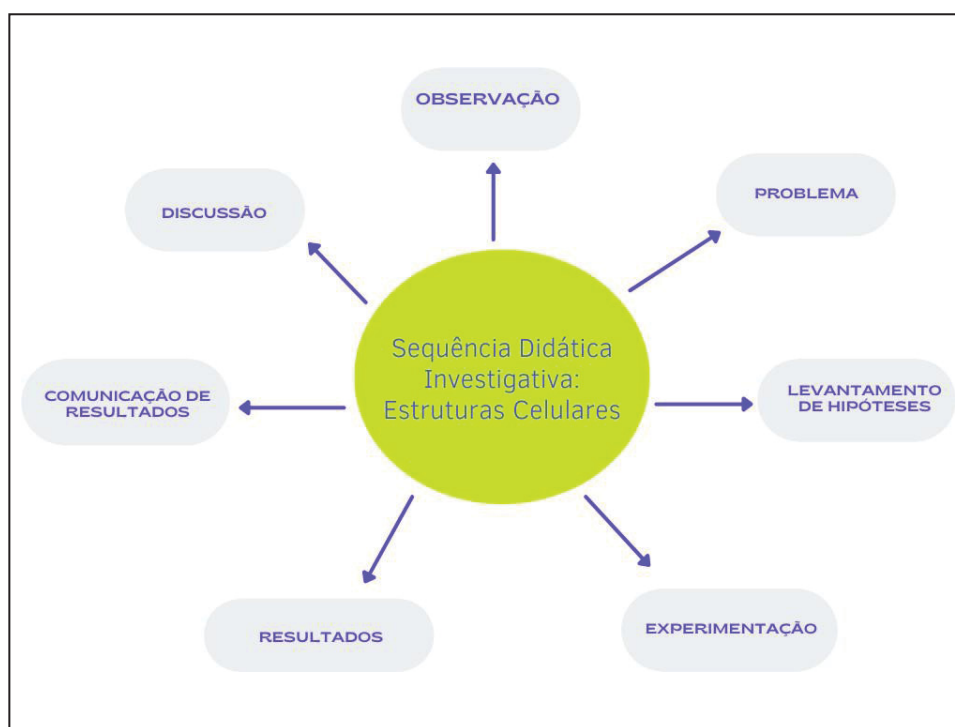 OBSERVAÇÃO
PROBLEMA
DISCUSSÃO
Sequência Didática
Investigativa:
Estruturas Celulares
LEVANTAMENTO
DE HIPÓTESES
COMUNICAÇÃO DE
RESULTADOS
EXPERIMENTAÇÃO
RESULTADOS